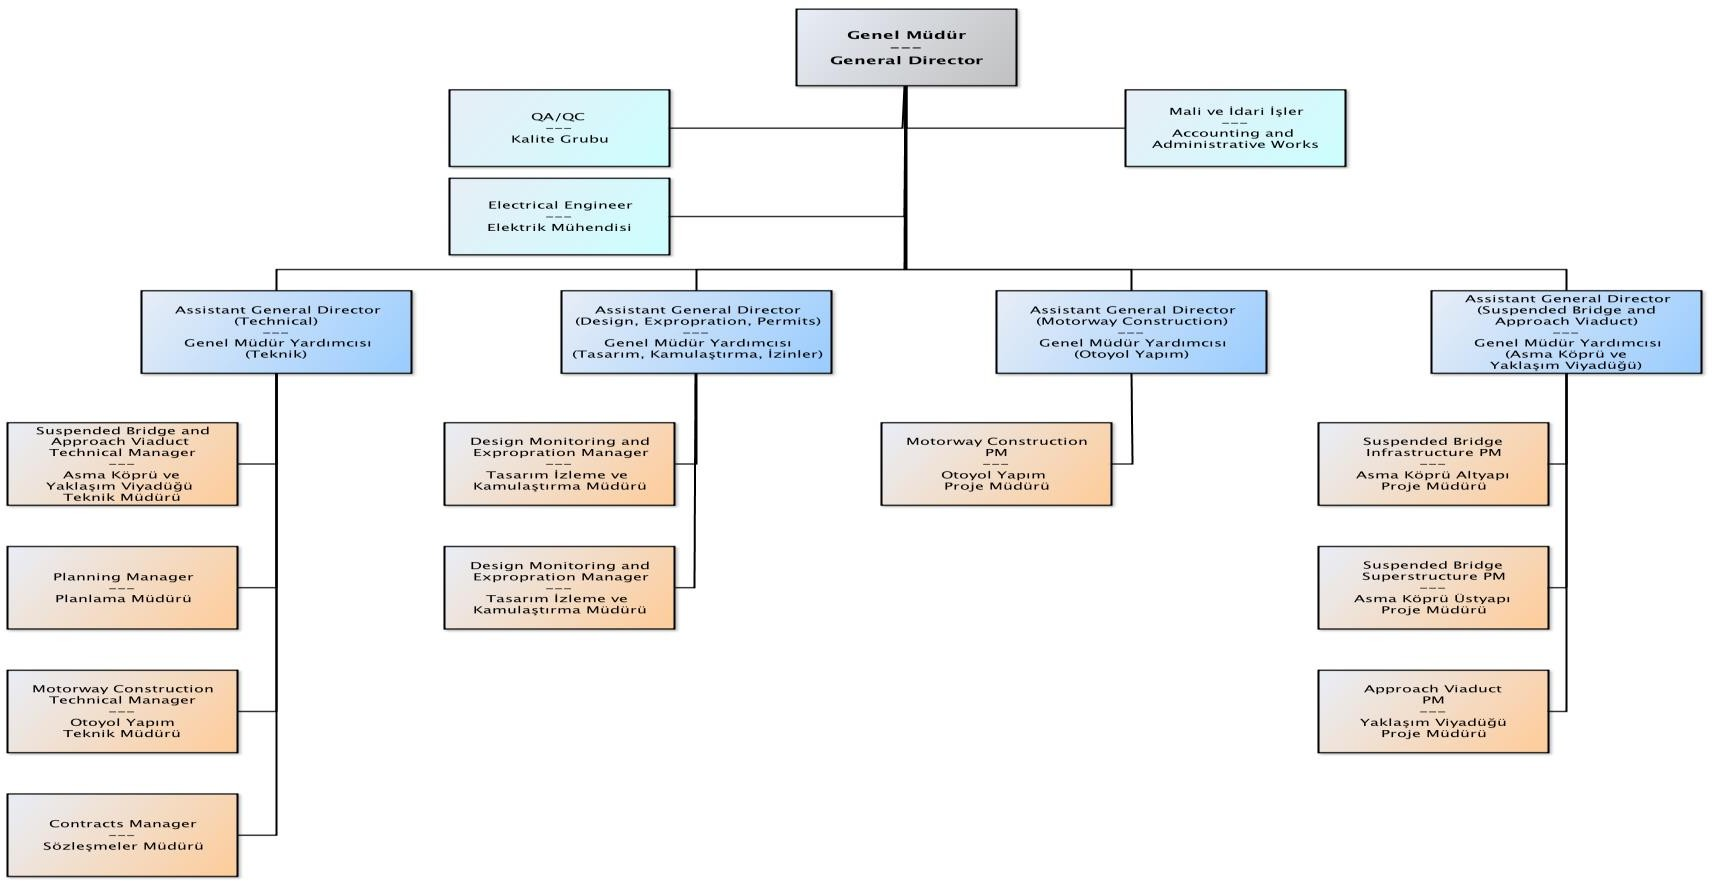 Genel Müdür
---
General Director
QA/QC
---
Kalite Grubu
Mali ve İdari İşler
---
Accounting and
Administrative Works
Electrical Engineer
---
Elektrik Mühendisi
Assistant General Director
(Technical)
---
Genel Müdür Yardımcısı
(Teknik)
Assistant General Director
(Design, Expropration, Permits)
---
Genel Müdür Yardımcısı
(Tasarım, Kamulaştırma, İzinler)
Assistant General Director
(Motorway Construction)
---
Genel Müdür Yardımcısı
(Otoyol Yapım)
Assistant General Director
(Suspended Bridge and
Approach Viaduct)
---
Genel Müdür Yardımcısı
(Asma Köprü ve
Yaklaşım Viyadüğü)
Suspended Bridge and
Approach Viaduct
Technical Manager
---
Asma Köprü ve
Yaklaşım Viyadüğü
Teknik Müdürü
Design Monitoring and
Expropration Manager
---
Tasarım İzleme ve
Kamulaştırma Müdürü
Motorway Construction
PM
---
Otoyol Yapım
Proje Müdürü
Suspended Bridge
Infrastructure PM
---
Asma Köprü Altyapı
Proje Müdürü
Planning Manager
---
Planlama Müdürü
Design Monitoring and
Expropration Manager
---
Tasarım İzleme ve
Kamulaştırma Müdürü
Suspended Bridge
Superstructure PM
---
Asma Köprü Üstyapı
Proje Müdürü
Motorway Construction
Technical Manager
---
Otoyol Yapım
Teknik Müdürü
Approach Viaduct
PM
---
Yaklaşım Viyadüğü
Proje Müdürü
Contracts Manager
---
Sözleşmeler Müdürü